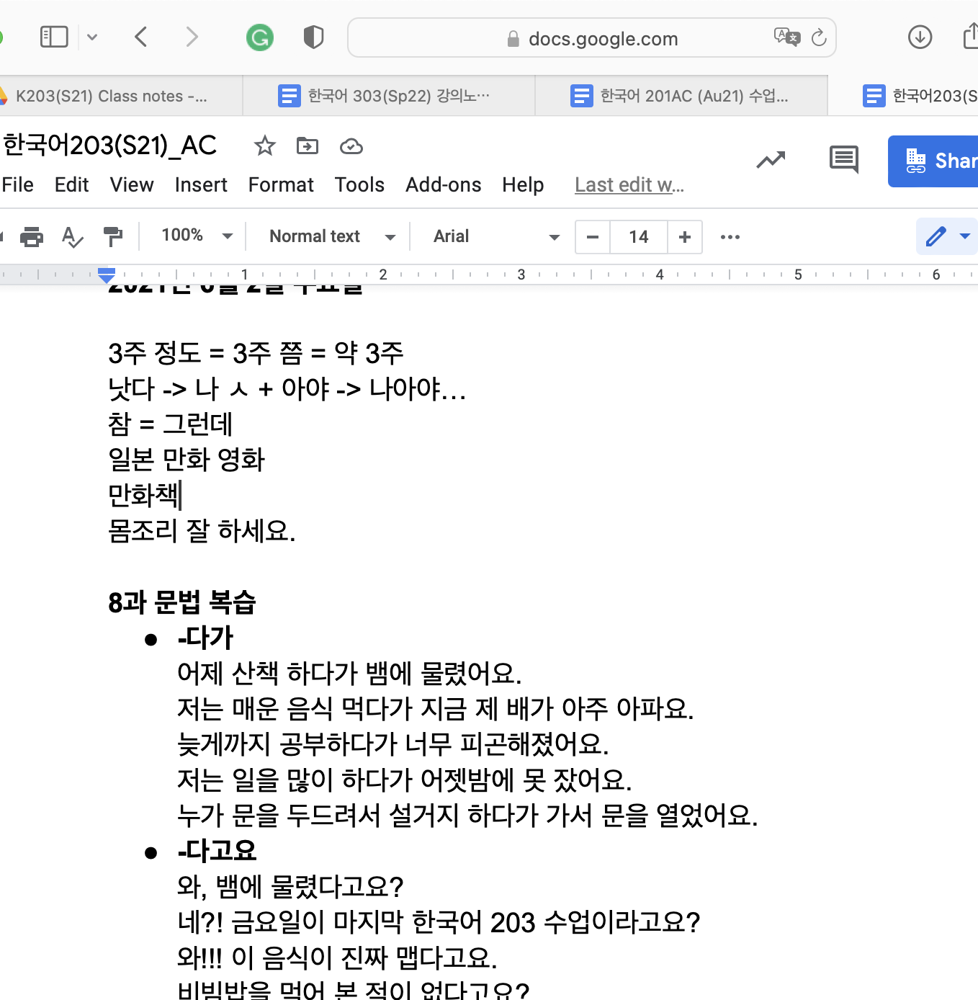 docs.google.com
K203(S21) Class notes -...
한국어 303(Sp22) 강의노...
한국어 201AC (Au21) 수업...
한국어203(S
한국어203(S21)_AC
Shar
File Edit View Insert Format Tools Add-ons Help Last edit w...
100% Normal text Arial 14
1 2 3 4 5 6
2021년 6월 2일 수요일
3주 정도 = 3주 쯤 = 약 3주
낫다 -> 나 ㅅ + 아야 -> 나아야...
참 = 그런데
일본 만화 영화
만화책
몸조리 잘 하세요.
8과 문법 복습
● -다가
어제 산책 하다가 뱀에 물렸어요.
저는 매운 음식 먹다가 지금 제 배가 아주 아파요.
늦게까지 공부하다가 너무 피곤해졌어요.
저는 일을 많이 하다가 어젯밤에 못 잤어요.
누가 문을 두드려서 설거지 하다가 가서 문을 열었어요.
● -다고요
와, 뱀에 물렸다고요?
네?! 금요일이 마지막 한국어 203 수업이라고요?
와!!! 이 음식이 진짜 맵다고요.
비빔밥을 먹어 본 적이 없다고요?